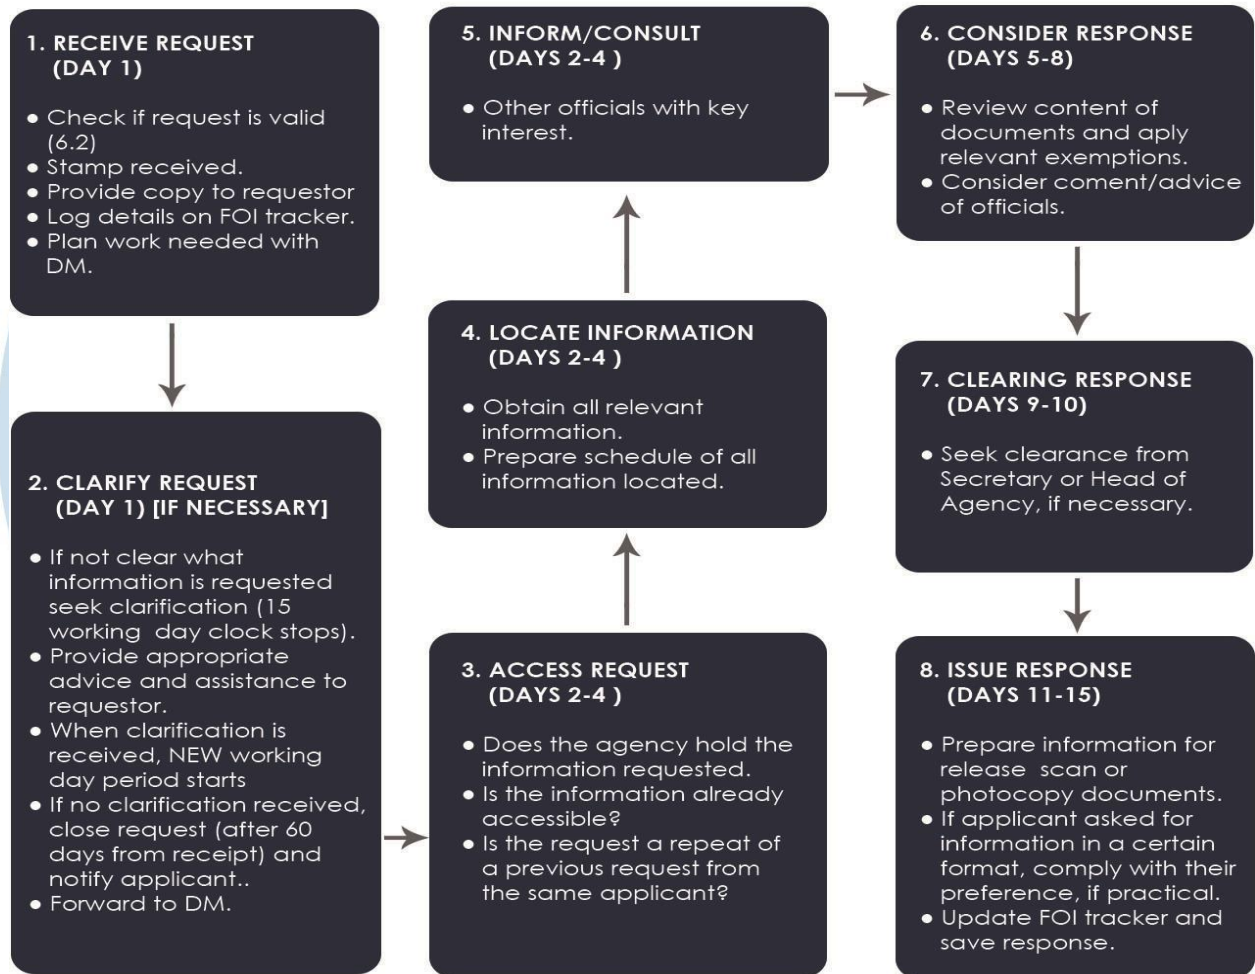 1. RECEIVE REQUEST
(DAY 1)
● Check if request is valid
(6.2)
● Stamp received.
● Provide copy to requestor
● Log details on FOI tracker.
● Plan work needed with
DM.
2. CLARIFY REQUEST
(DAY 1) [IF NECESSARY]
● If not clear what
information is requested
seek clarification (15
working day clock stops).
● Provide appropriate
advice and assistance to
requestor.
● When clarification is
received, NEW working
day period starts
● If no clarification received,
close request (after 60
days from receipt) and
notify applicant..
● Forward to DM.
3. ACCESS REQUEST
(DAYS 2-4 )
● Does the agency hold the
information requested.
● Is the information already
accessible?
● Is the request a repeat of
a previous request from
the same applicant?
4. LOCATE INFORMATION
(DAYS 2-4 )
● Obtain all relevant
information.
● Prepare schedule of all
information located.
5. INFORM/CONSULT
(DAYS 2-4 )
● Other officials with key
interest.
6. CONSIDER RESPONSE
(DAYS 5-8)
● Review content of
documents and aply
relevant exemptions.
● Consider coment/advice
of officials.
7. CLEARING RESPONSE
(DAYS 9-10)
● Seek clearance from
Secretary or Head of
Agency, if necessary.
8. ISSUE RESPONSE
(DAYS 11-15)
● Prepare information for
release scan or
photocopy documents.
● If applicant asked for
information in a certain
format, comply with their
preference, if practical.
● Update FOI tracker and
save response.